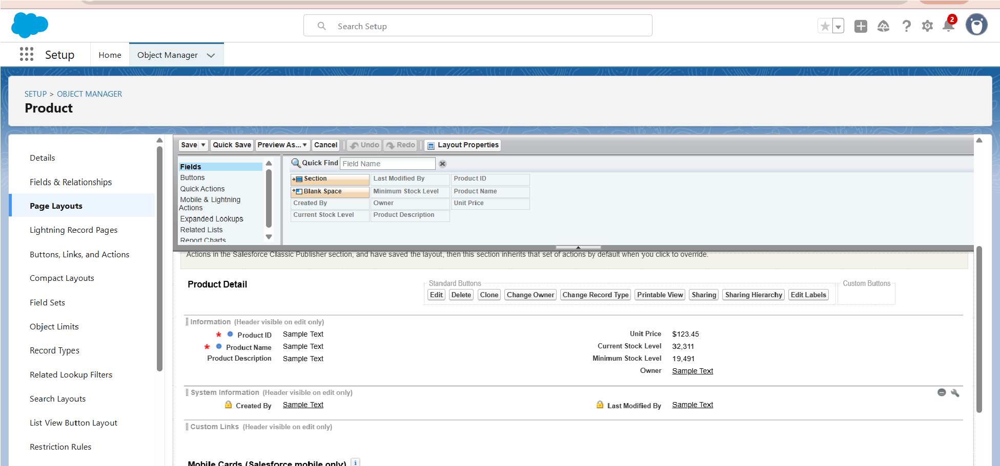 Search Setup
2
Setup
Home
Object Manager
SETUP > OBJECT MANAGER
Product
Details
Fields & Relationships
Page Layouts
Lightning Record Pages
Buttons, Links, and Actions
Compact Layouts
Field Sets
Object Limits
Record Types
Related Lookup Filters
Search Layouts
List View Button Layout
Restriction Rules
Save Quick Save Preview As... Cancel Undo Redo Layout Properties
Fields
Buttons
Quick Actions
Mobile & Lightning
Actions
Expanded Lookups
Related Lists
Report Charts
Quick Find Field Name
Section Last Modified By Product ID
Blank Space Minimum Stock Level Product Name
Created By Owner Unit Price
Current Stock Level Product Description
Actions in the Salesforce Classic Publisher section, and have saved the layout, then this section inherits that set of actions by default when you click to override.
Product Detail
Standard Buttons Custom Buttons
Edit Delete Clone Change Owner Change Record Type Printable View Sharing Sharing Hierarchy Edit Labels
Information (Header visible on edit only)
* Product ID Sample Text Unit Price $123.45
* Product Name Sample Text Current Stock Level 32,311
Product Description Sample Text Minimum Stock Level 19,491
Owner Sample Text
System Information (Header visible on edit only)
Created By Sample Text Last Modified By Sample Text
Custom Links (Header visible on edit only)
Mobile Cards (Salesforce mobile only) i